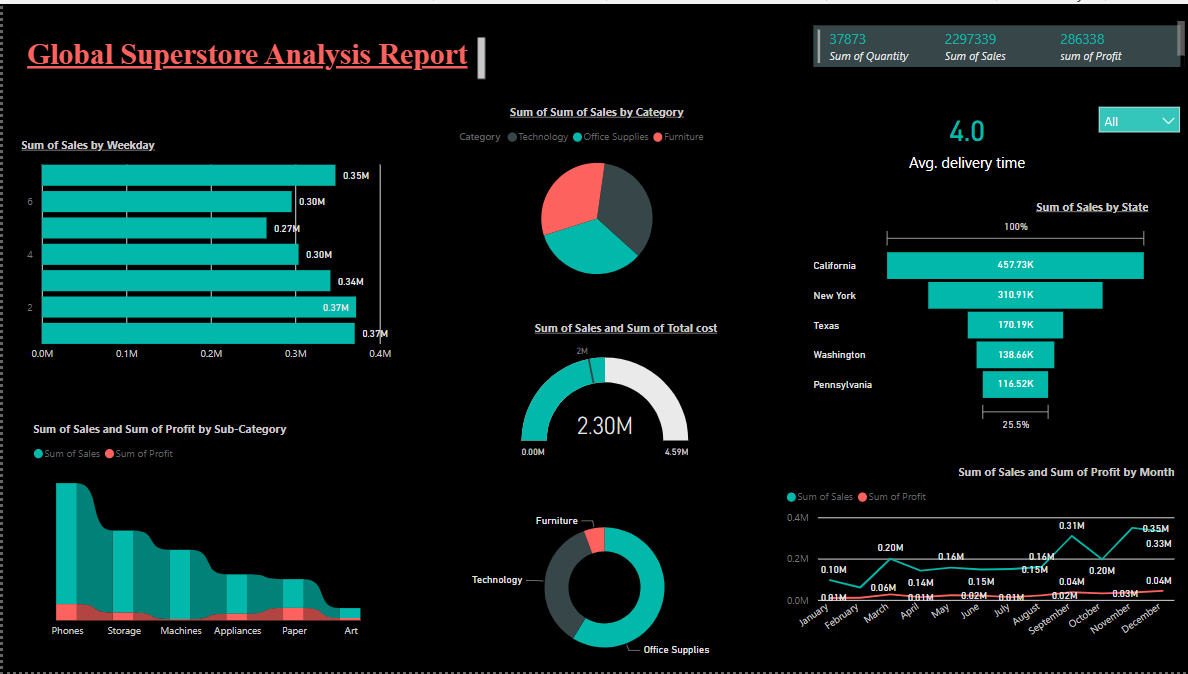 Global Superstore Analysis Report
37873 2297339 286338
Sum of Quantity Sum of Sales sum of Profit
All
4.0
Avg. delivery time
Sum of Sales by Weekday
0.35M
6
0.30M
0.27M
4
0.30M
0.34M
2
0.37M
0.37M
0.0M 0.1M 0.2M 0.3M 0.4M
Sum of Sum of Sales by Category
Category Technology Office Supplies Furniture
Sum of Sales by State
100%
California 457.73K
New York 310.91K
Texas 170.19K
Washington 138.66K
Pennsylvania 116.52K
25.5%
Sum of Sales and Sum of Total cost
2M
2.30M
0.00M 4.59M
Sum of Sales and Sum of Profit by Sub-Category
Sum of Sales Sum of Profit
Phones Storage Machines Appliances Paper Art
Furniture
Technology
Office Supplies
Sum of Sales and Sum of Profit by Month
Sum of Sales Sum of Profit
0.4M
0.2M
0.0M
0.10M 0.06M 0.20M 0.14M 0.16M 0.15M 0.15M 0.16M 0.31M 0.20M 0.35M 0.33M
0.01M 0.01M 0.02M 0.01M 0.02M 0.04M 0.03M 0.04M
January February March April May June July August September October November December